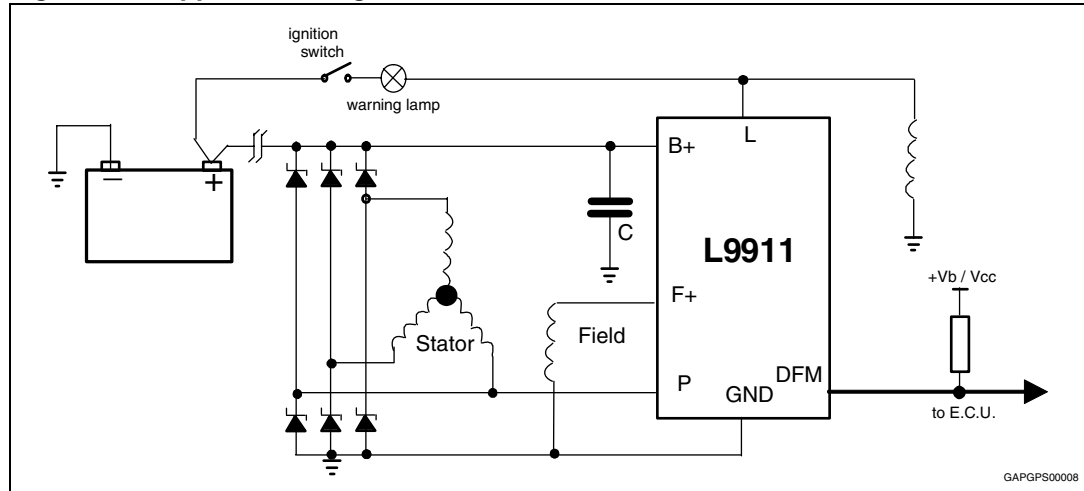 ignition
switch
warning lamp
L
B+
−
+
C
L9911
+Vb / Vcc
F+
Field
Stator
DFM
P
GND
to E.C.U.
GAPGPS00008